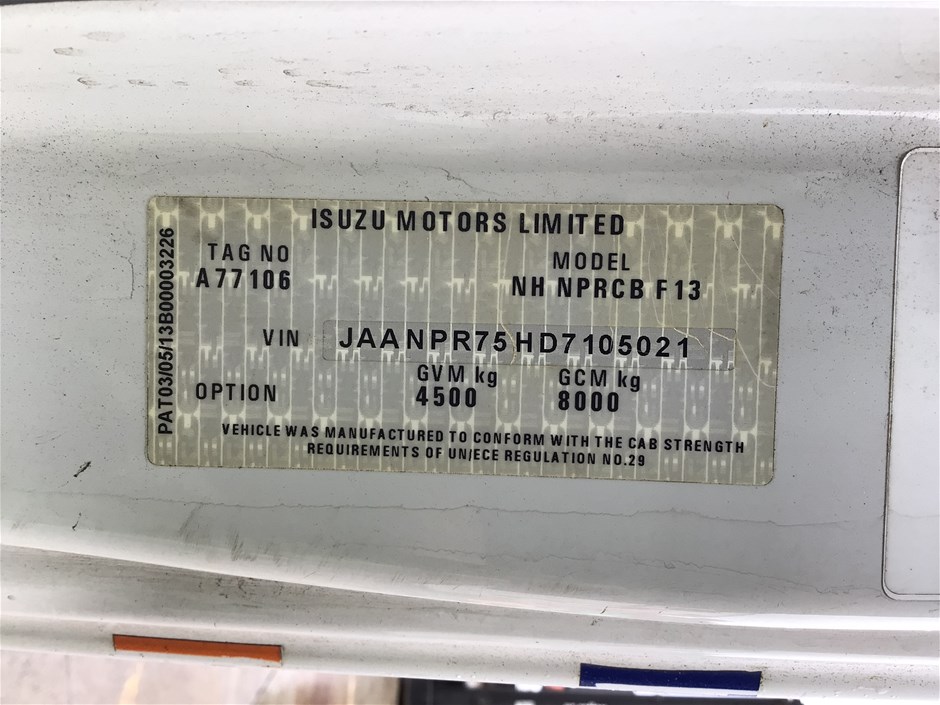 ISUZU MOTORS LIMITED
TAG NO
A77106
MODEL
NH NPRCB F13
VIN JAANPR75HD7105021
GVM kg
4500
GCM kg
8000
OPTION
VEHICLE WAS MANUFACTURED TO CONFORM WITH THE CAB STRENGTH
REQUIREMENTS OF UN/ECE REGULATION NO.29
PAT03/05/13B00003226